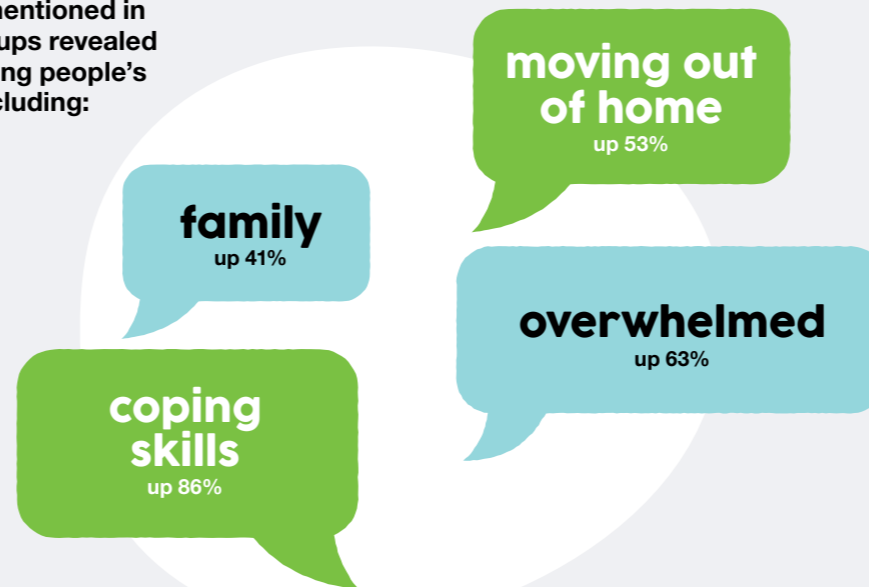 mentioned in
ups revealed
ng people's
cluding:
moving out
of home
up 53%
family
up 41%
overwhelmed
up 63%
coping
skills
up 86%